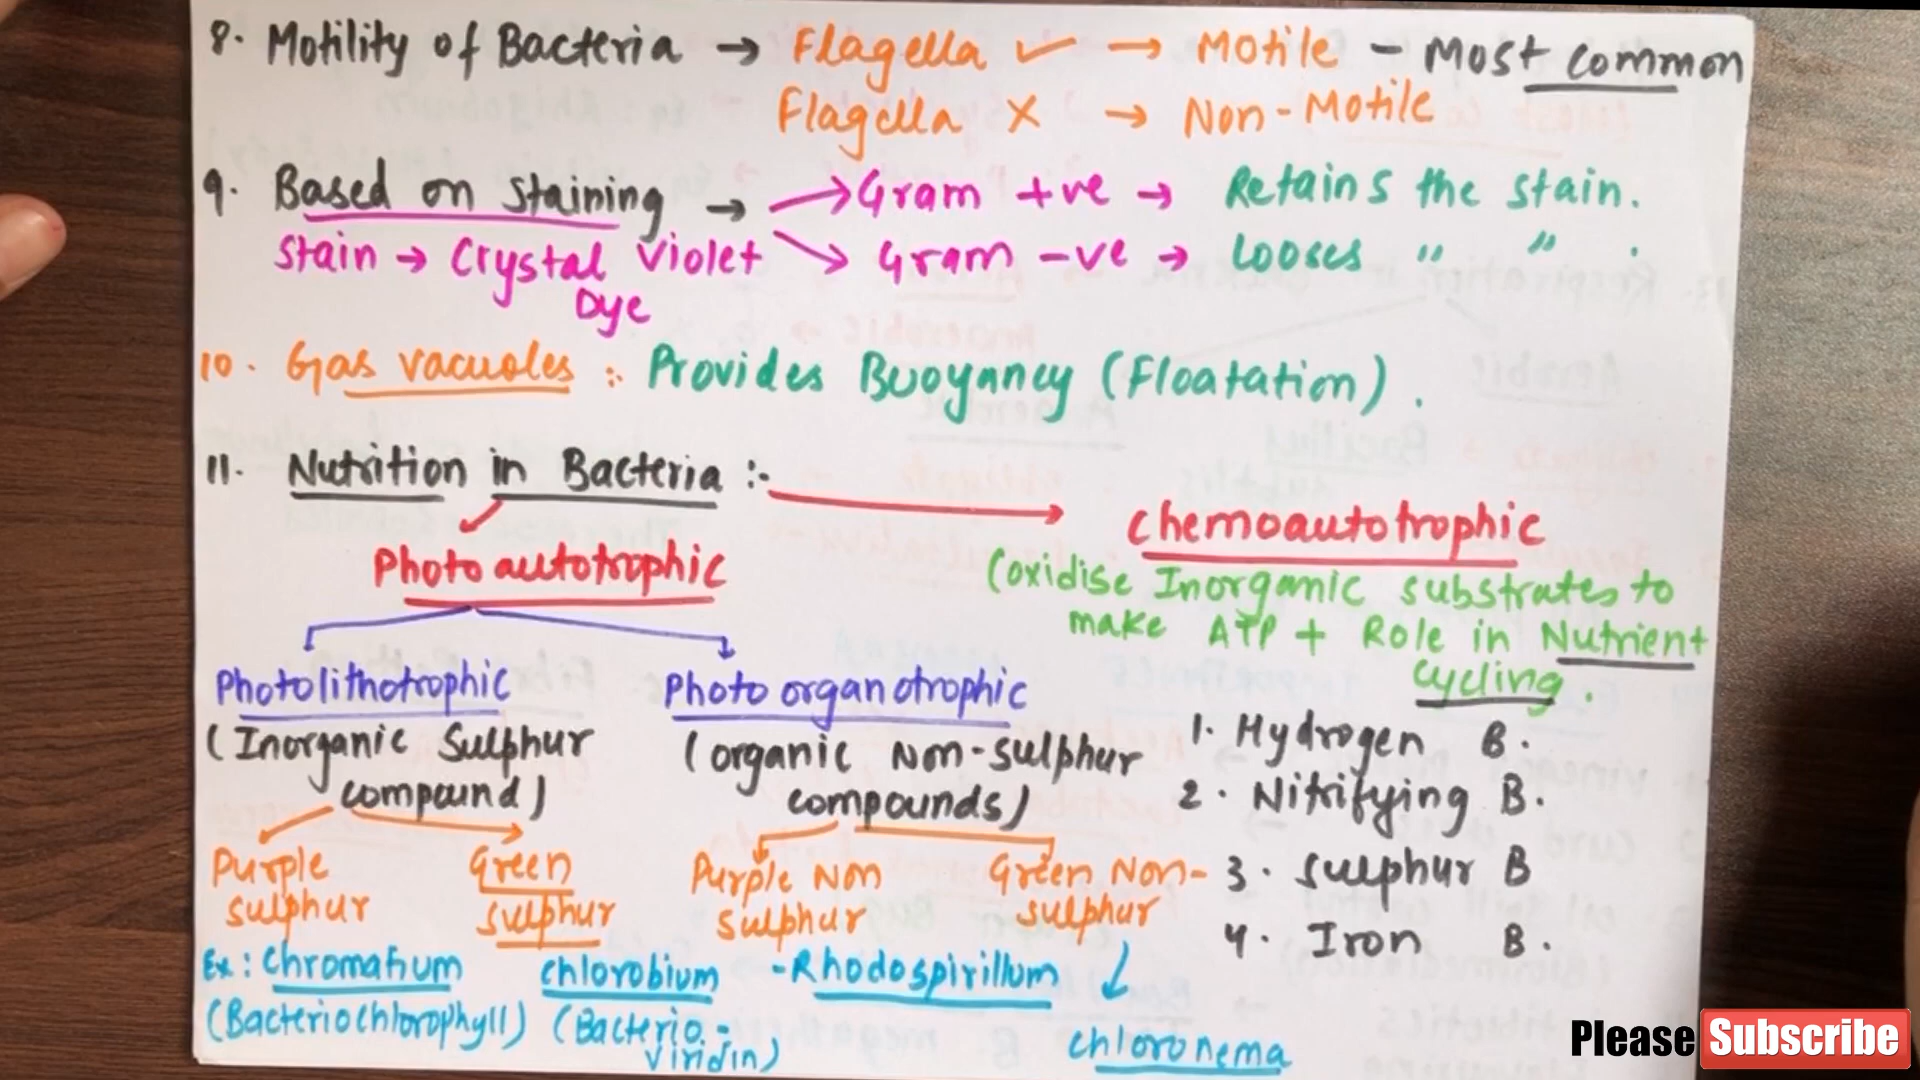 8. Motility of Bacteria → Flagella ✓ → Motile - Most common
Flagella X → Non-Motile
9. Based on Staining → Gram +ve → Retains the stain.
Stain → Crystal Violet Dye → Gram -ve → Looses " " .
10. Gas vacuoles :- Provides Buoyancy (Floatation).
11. Nutrition in Bacteria :-
Photoautotrophic
Chemoautotrophic
(oxidise Inorganic substrates to
make ATP + Role in Nutrient
Cycling.
Photolithotrophic
(Inorganic Sulphur
compound)
Photo organotrophic
(organic Non-sulphur
compounds)
1. Hydrogen B.
2. Nitrifying B.
3. Sulphur B
4. Iron B.
Purple
sulphur
Green
sulphur
Purple Non
sulphur
Green Non-
sulphur
Ex: Chromatium
(Bacteriochlorophyll)
chlorobium
(Bacterio-
viridin)
-Rhodospirillum
chloronema
Please Subscribe